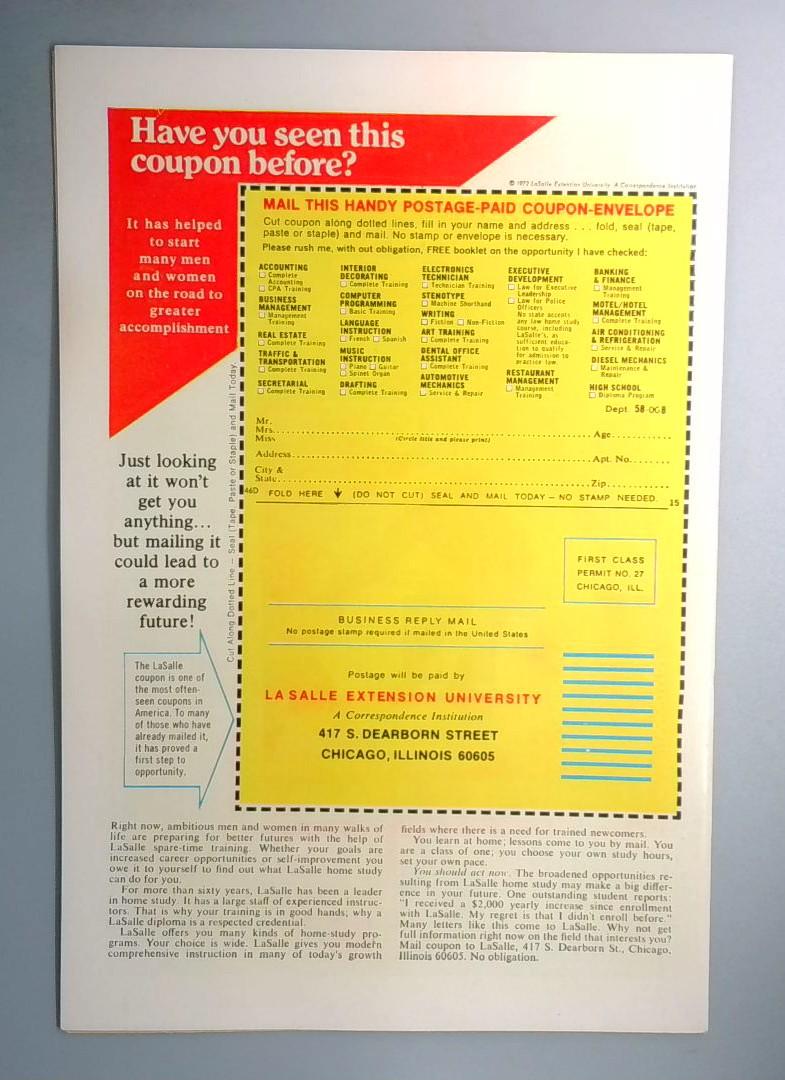 Have you seen this
coupon before?
© 1972 LaSalle Extension University A Correspondence Institution
It has helped
to start
many men
and women
on the road to
greater
accomplishment
MAIL THIS HANDY POSTAGE-PAID COUPON-ENVELOPE
Cut coupon along dotted lines, fill in your name and address . . . fold, seal (tape,
paste or staple) and mail. No stamp or envelope is necessary.
Please rush me, with out obligation, FREE booklet on the opportunity I have checked:
ACCOUNTING
Complete
Accounting
CPA Training
BUSINESS
MANAGEMENT
Management
Training
REAL ESTATE
Complete Training
TRAFFIC &
TRANSPORTATION
Complete Training
SECRETARIAL
Complete Training
INTERIOR
DECORATING
Complete Training
COMPUTER
PROGRAMMING
Basic Training
LANGUAGE
INSTRUCTION
French Spanish
MUSIC
INSTRUCTION
Piano Guitar
Spinet Organ
DRAFTING
Complete Training
ELECTRONICS
TECHNICIAN
Technician Training
STENOTYPE
Machine Shorthand
WRITING
Fiction Non-Fiction
ART TRAINING
Complete Training
DENTAL OFFICE
ASSISTANT
Complete Training
AUTOMOTIVE
MECHANICS
Service & Repair
EXECUTIVE
DEVELOPMENT
Law for Executive
Leadership
Law for Police
Officers
No state accepts
any law home study
course, including
LaSalle's, as
sufficient educa-
tion to qualify
for admission to
practice law.
RESTAURANT
MANAGEMENT
Management
Training
BANKING
& FINANCE
Management
Training
MOTEL/HOTEL
MANAGEMENT
Complete Training
AIR CONDITIONING
& REFRIGERATION
Service & Repair
DIESEL MECHANICS
Maintenance &
Repair
HIGH SCHOOL
Diploma Program
Dept. 58-068
Mr.
Mrs.
Miss (Circle title and please print) Age
Address Apt. No.
City &
State Zip
46D FOLD HERE (DO NOT CUT) SEAL AND MAIL TODAY – NO STAMP NEEDED. 15
Cut Along Dotted Line — Seal (Tape, Paste or Staple) and Mail Today.
Just looking
at it won't
get you
anything...
but mailing it
could lead to
a more
rewarding
future!
The LaSalle
coupon is one of
the most often-
seen coupons in
America. To many
of those who have
already mailed it,
it has proved a
first step to
opportunity.
FIRST CLASS
PERMIT NO. 27
CHICAGO, ILL.
BUSINESS REPLY MAIL
No postage stamp required if mailed in the United States
Postage will be paid by
LA SALLE EXTENSION UNIVERSITY
A Correspondence Institution
417 S. DEARBORN STREET
CHICAGO, ILLINOIS 60605
Right now, ambitious men and women in many walks of
life are preparing for better futures with the help of
LaSalle spare-time training. Whether your goals are
increased career opportunities or self-improvement you
owe it to yourself to find out what LaSalle home study
can do for you.
For more than sixty years, LaSalle has been a leader
in home study. It has a large staff of experienced instruc-
tors. That is why your training is in good hands; why a
LaSalle diploma is a respected credential.
LaSalle offers you many kinds of home-study pro-
grams. Your choice is wide. LaSalle gives you modern
comprehensive instruction in many of today's growth
fields where there is a need for trained newcomers.
You learn at home; lessons come to you by mail. You
are a class of one; you choose your own study hours,
set your own pace.
You should act now. The broadened opportunities re-
sulting from LaSalle home study may make a big differ-
ence in your future. One outstanding student reports:
"I received a $2,000 yearly increase since enrollment
with LaSalle. My regret is that I didn't enroll before."
Many letters like this come to LaSalle. Why not get
full information right now on the field that interests you?
Mail coupon to LaSalle, 417 S. Dearborn St., Chicago,
Illinois 60605. No obligation.